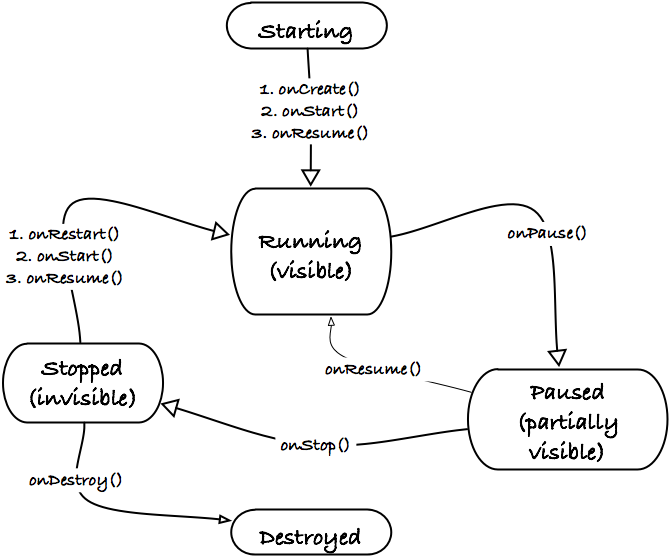 Starting
1. onCreate()
2. onStart()
3. onResume()
Running
(visible)
onPause()
1. onRestart()
2. onStart()
3. onResume()
onResume()
Stopped
(invisible)
Paused
(partially
visible)
onStop()
onDestroy()
Destroyed